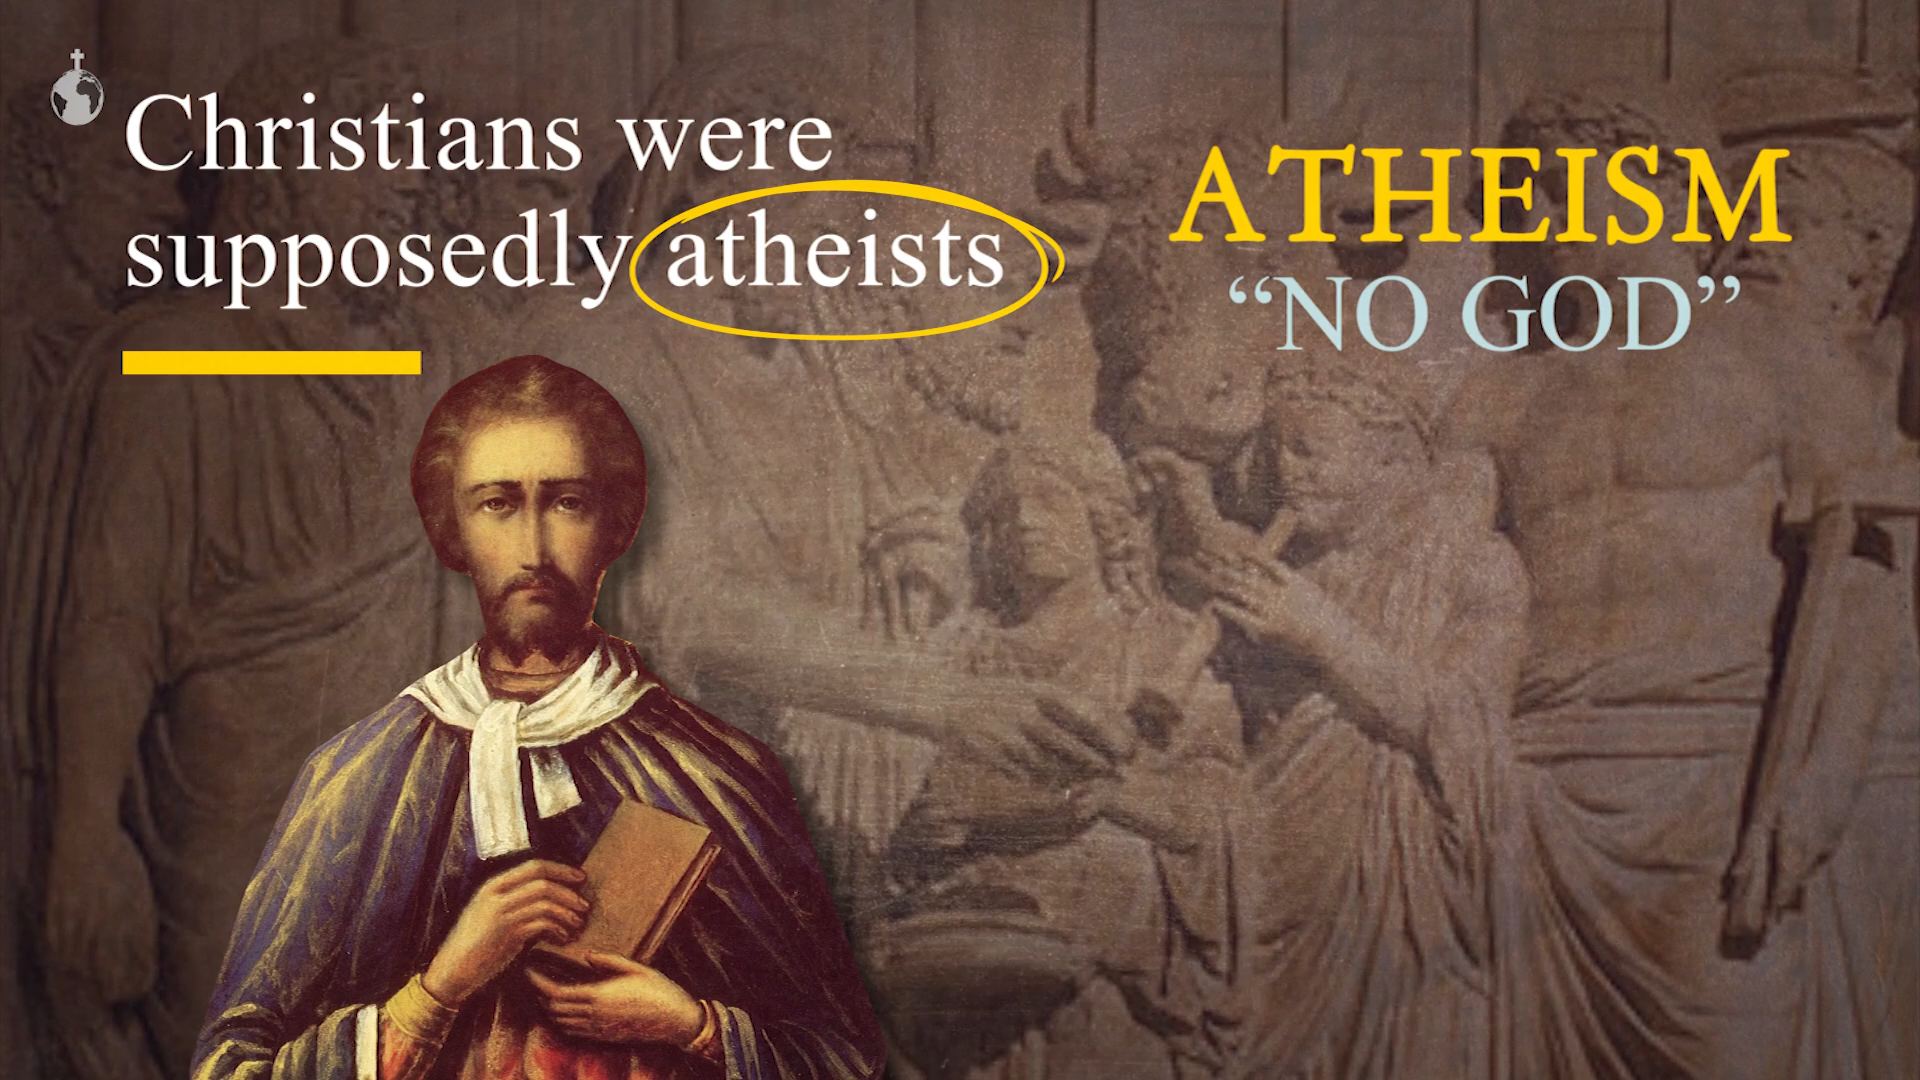 Christians were
supposedly atheists
ATHEISM
“NO GOD”